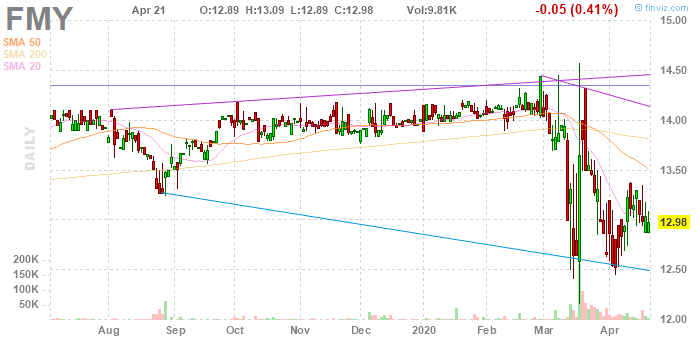 FMY Apr 21 O:12.89 H:13.09 L:12.89 C:12.98 Vol:9.81K -0.05 (0.41%) © finviz.com
SMA 50
SMA 200
SMA 20
DAILY
15.00
14.50
14.00
13.50
12.98
12.50
12.00
200K
150K
100K
50K
Aug Sep Oct Nov Dec 2020 Feb Mar Apr